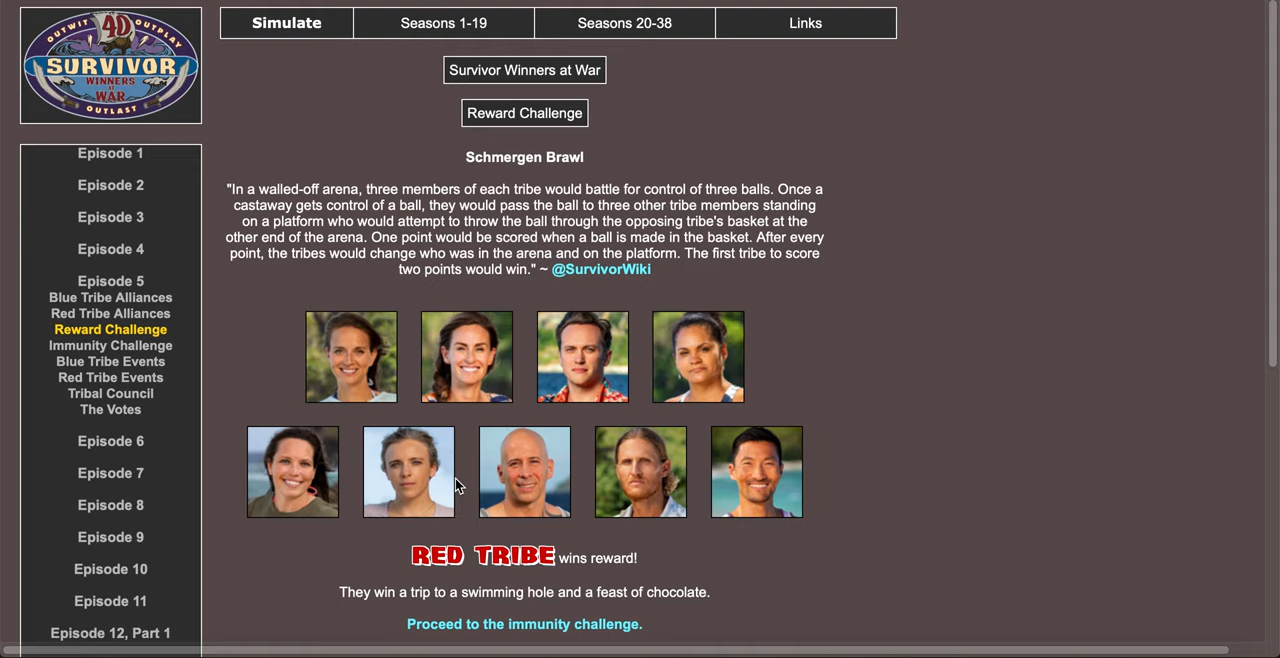 OUTWIT 40 OUTPLAY
SURVIVOR
WINNERS
AT
WAR
OUTLAST
Simulate
Seasons 1-19
Seasons 20-38
Links
Survivor Winners at War
Reward Challenge
Episode 1
Episode 2
Episode 3
Episode 4
Episode 5
Blue Tribe Alliances
Red Tribe Alliances
Reward Challenge
Immunity Challenge
Blue Tribe Events
Red Tribe Events
Tribal Council
The Votes
Episode 6
Episode 7
Episode 8
Episode 9
Episode 10
Episode 11
Episode 12, Part 1
Schmergen Brawl
"In a walled-off arena, three members of each tribe would battle for control of three balls. Once a
castaway gets control of a ball, they would pass the ball to three other tribe members standing
on a platform who would attempt to throw the ball through the opposing tribe's basket at the
other end of the arena. One point would be scored when a ball is made in the basket. After every
point, the tribes would change who was in the arena and on the platform. The first tribe to score
two points would win." ~ @SurvivorWiki
RED TRIBE wins reward!
They win a trip to a swimming hole and a feast of chocolate.
Proceed to the immunity challenge.